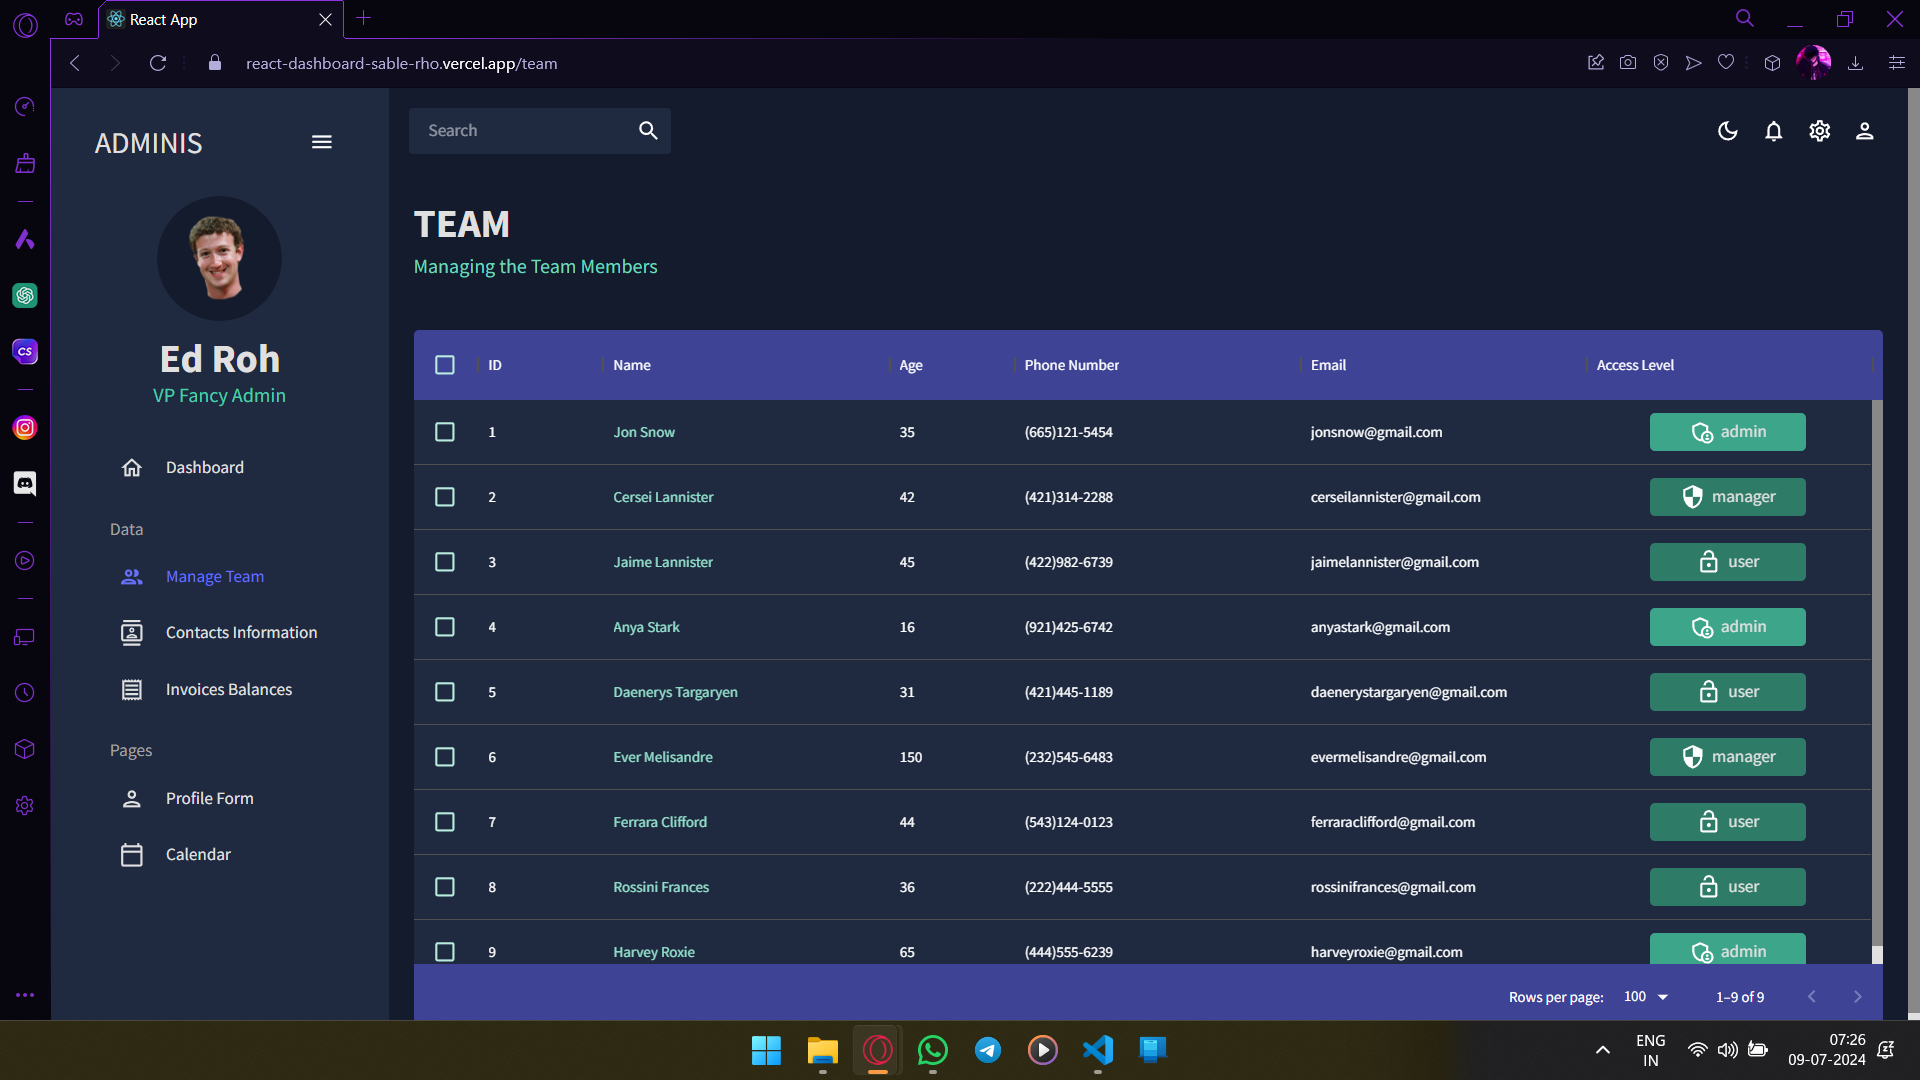 React App
react-dashboard-sable-rho.vercel.app/team
CS
ADMINIS
Search
Ed Roh
VP Fancy Admin
Dashboard
Data
Manage Team
Contacts Information
Invoices Balances
Pages
Profile Form
Calendar
TEAM
Managing the Team Members
ID Name Age Phone Number Email Access Level
1 Jon Snow 35 (665)121-5454 jonsnow@gmail.com admin
2 Cersei Lannister 42 (421)314-2288 cerseilannister@gmail.com manager
3 Jaime Lannister 45 (422)982-6739 jaimelannister@gmail.com user
4 Anya Stark 16 (921)425-6742 anyastark@gmail.com admin
5 Daenerys Targaryen 31 (421)445-1189 daenerystargaryen@gmail.com user
6 Ever Melisandre 150 (232)545-6483 evermelisandre@gmail.com manager
7 Ferrara Clifford 44 (543)124-0123 ferraraclifford@gmail.com user
8 Rossini Frances 36 (222)444-5555 rossinifrances@gmail.com user
9 Harvey Roxie 65 (444)555-6239 harveyroxie@gmail.com admin
Rows per page: 100 1–9 of 9
ENG
IN
07:26
09-07-2024